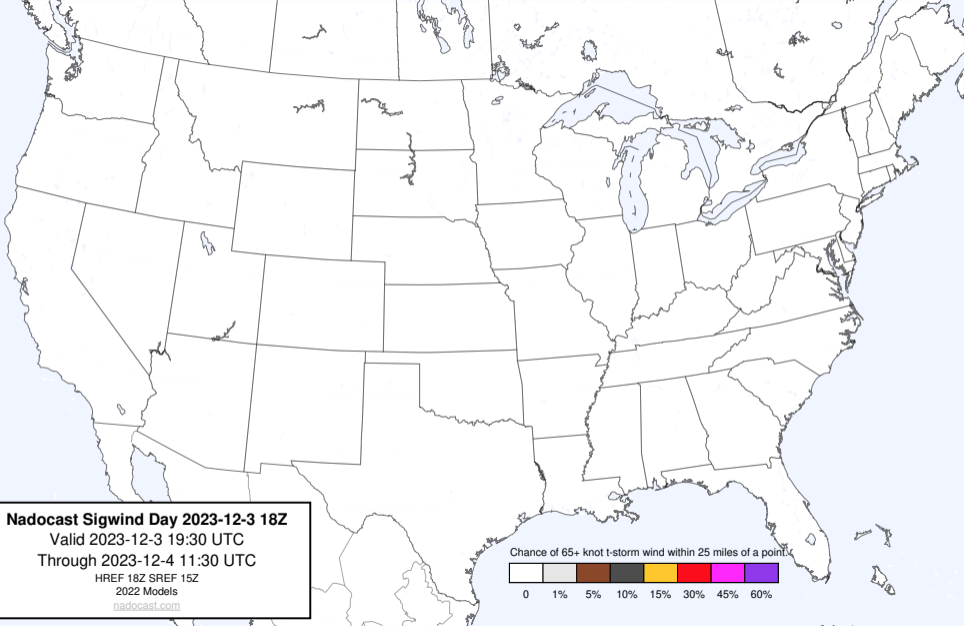 Nadocast Sigwind Day 2023-12-3 18Z
Valid 2023-12-3 19:30 UTC
Through 2023-12-4 11:30 UTC
HREF 18Z SREF 15Z
2022 Models
nadocast.com
Chance of 65+ knot t-storm wind within 25 miles of a point.
0 1% 5% 10% 15% 30% 45% 60%